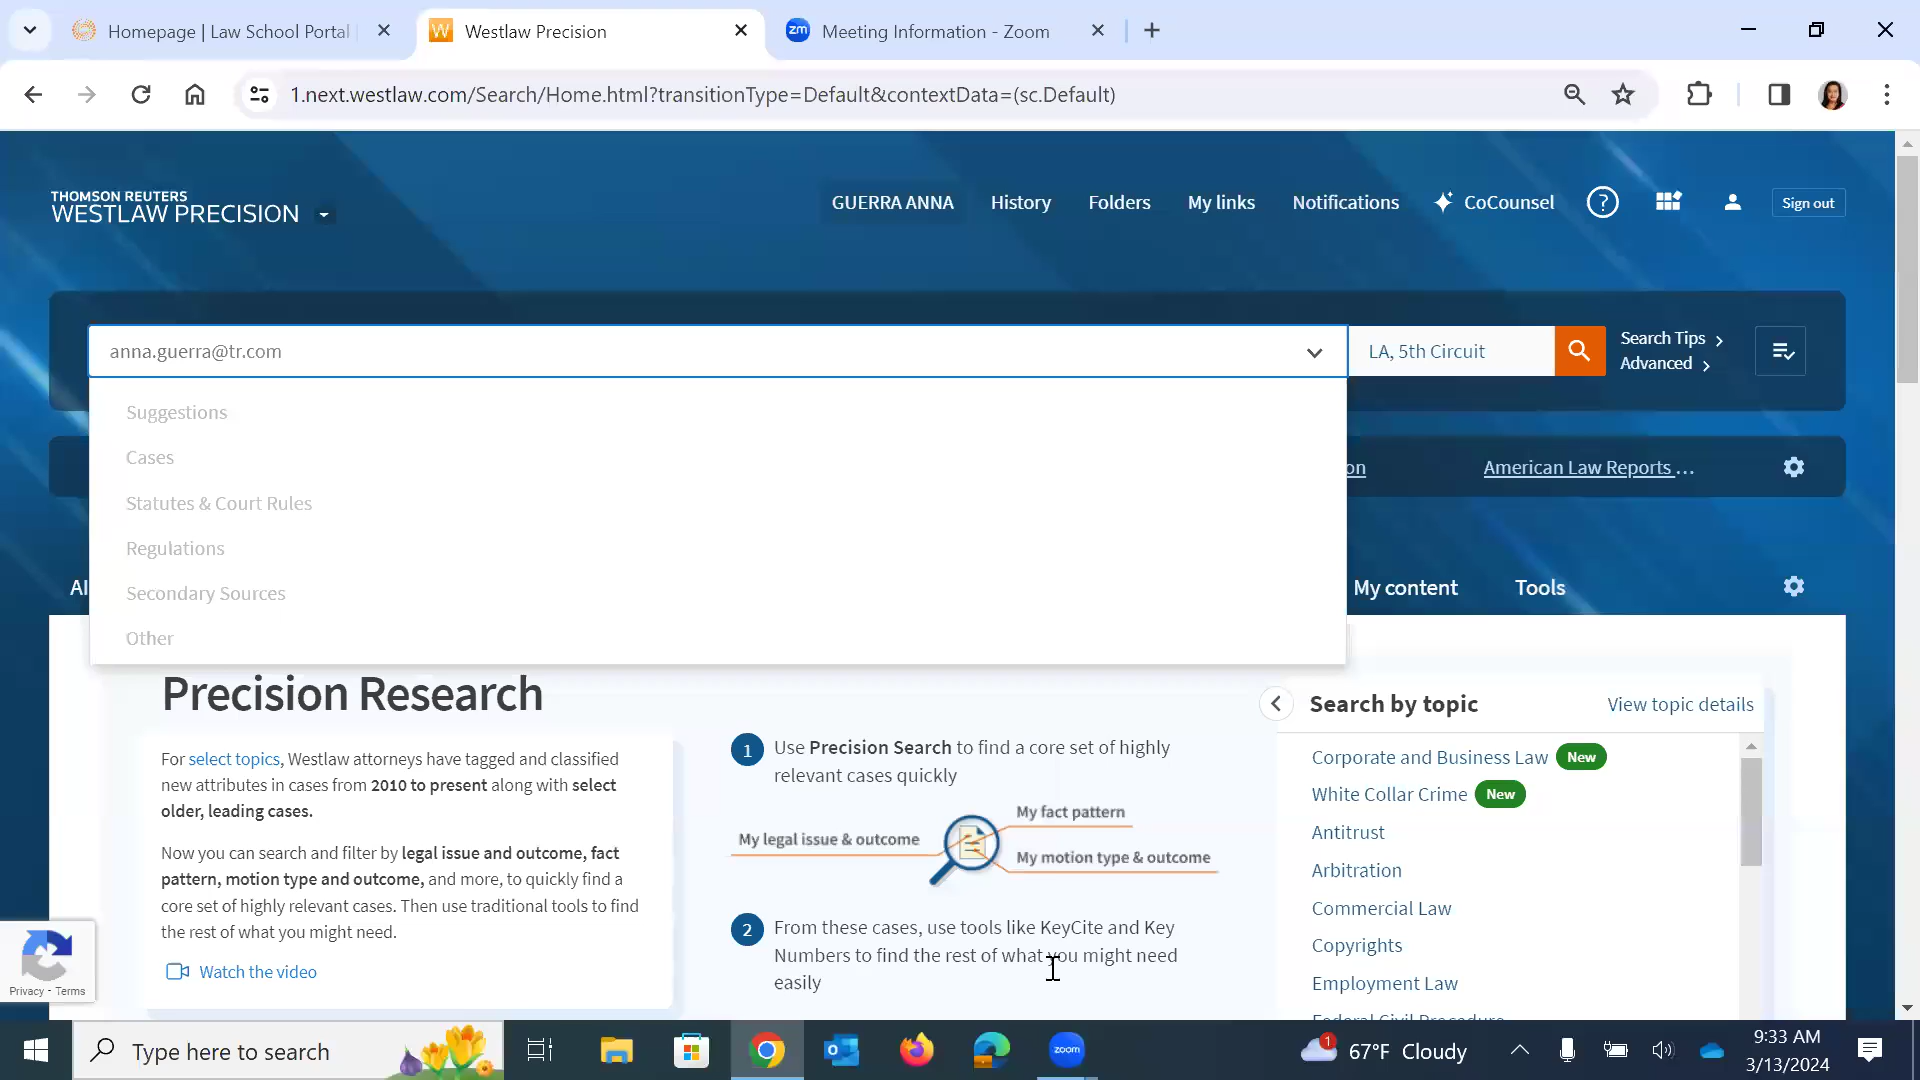 Homepage | Law School Portal
Westlaw Precision
zm Meeting Information - Zoom
1.next.westlaw.com/Search/Home.html?transitionType=Default&contextData=(sc.Default)
THOMSON REUTERS
WESTLAW PRECISION
GUERRA ANNA
History
Folders
My links
Notifications
CoCounsel
?
Sign out
anna.guerra@tr.com
LA, 5th Circuit
Search Tips
Advanced
Suggestions
Cases
Statutes & Court Rules
Regulations
Secondary Sources
Other
on
American Law Reports ...
Al
My content
Tools
Precision Research
For select topics, Westlaw attorneys have tagged and classified
new attributes in cases from 2010 to present along with select
older, leading cases.
Now you can search and filter by legal issue and outcome, fact
pattern, motion type and outcome, and more, to quickly find a
core set of highly relevant cases. Then use traditional tools to find
the rest of what you might need.
Watch the video
1 Use Precision Search to find a core set of highly
relevant cases quickly
My fact pattern
My legal issue & outcome
My motion type & outcome
2 From these cases, use tools like KeyCite and Key
Numbers to find the rest of what you might need
easily
Search by topic
View topic details
Corporate and Business Law New
White Collar Crime New
Antitrust
Arbitration
Commercial Law
Copyrights
Employment Law
Federal Civil Procedure
Privacy - Terms
Type here to search
zoom
1
67°F Cloudy
9:33 AM
3/13/2024